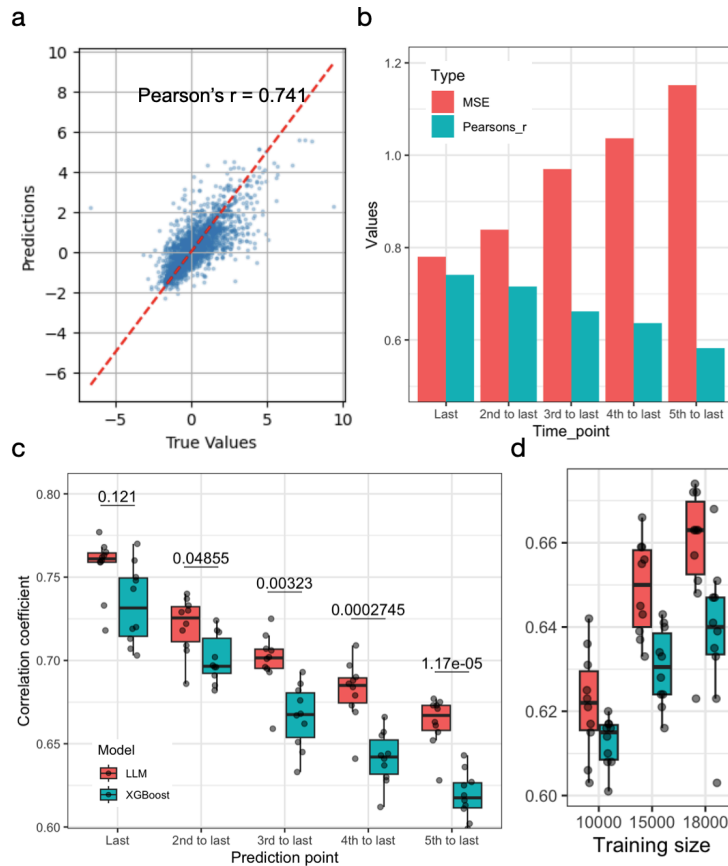 a
Pearson's r = 0.741
10
8
6
4
2
0
−2
−4
−6
Predictions
−5
0
5
10
True Values
b
Type
MSE
Pearsons_r
1.2
1.0
0.8
0.6
Values
Last
2nd to last
3rd to last
4th to last
5th to last
Time_point
c
0.121
0.04855
0.00323
0.0002745
1.17e-05
0.80
0.75
0.70
0.65
0.60
Correlation coefficient
Model
LLM
XGBoost
Last
2nd to last
3rd to last
4th to last
5th to last
Prediction point
d
0.66
0.64
0.62
0.60
10000
15000
18000
Training size